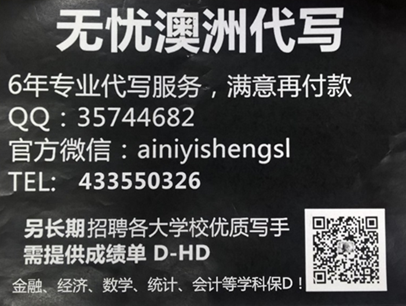 无忧澳洲代写
6年专业代写服务，满意再付款
QQ：35744682
官方微信：ainiyishengsl
TEL: 433550326
另长期招聘各大学校优质写手
需提供成绩单 D-HD
金融、经济、数学、统计、会计等学科保D！